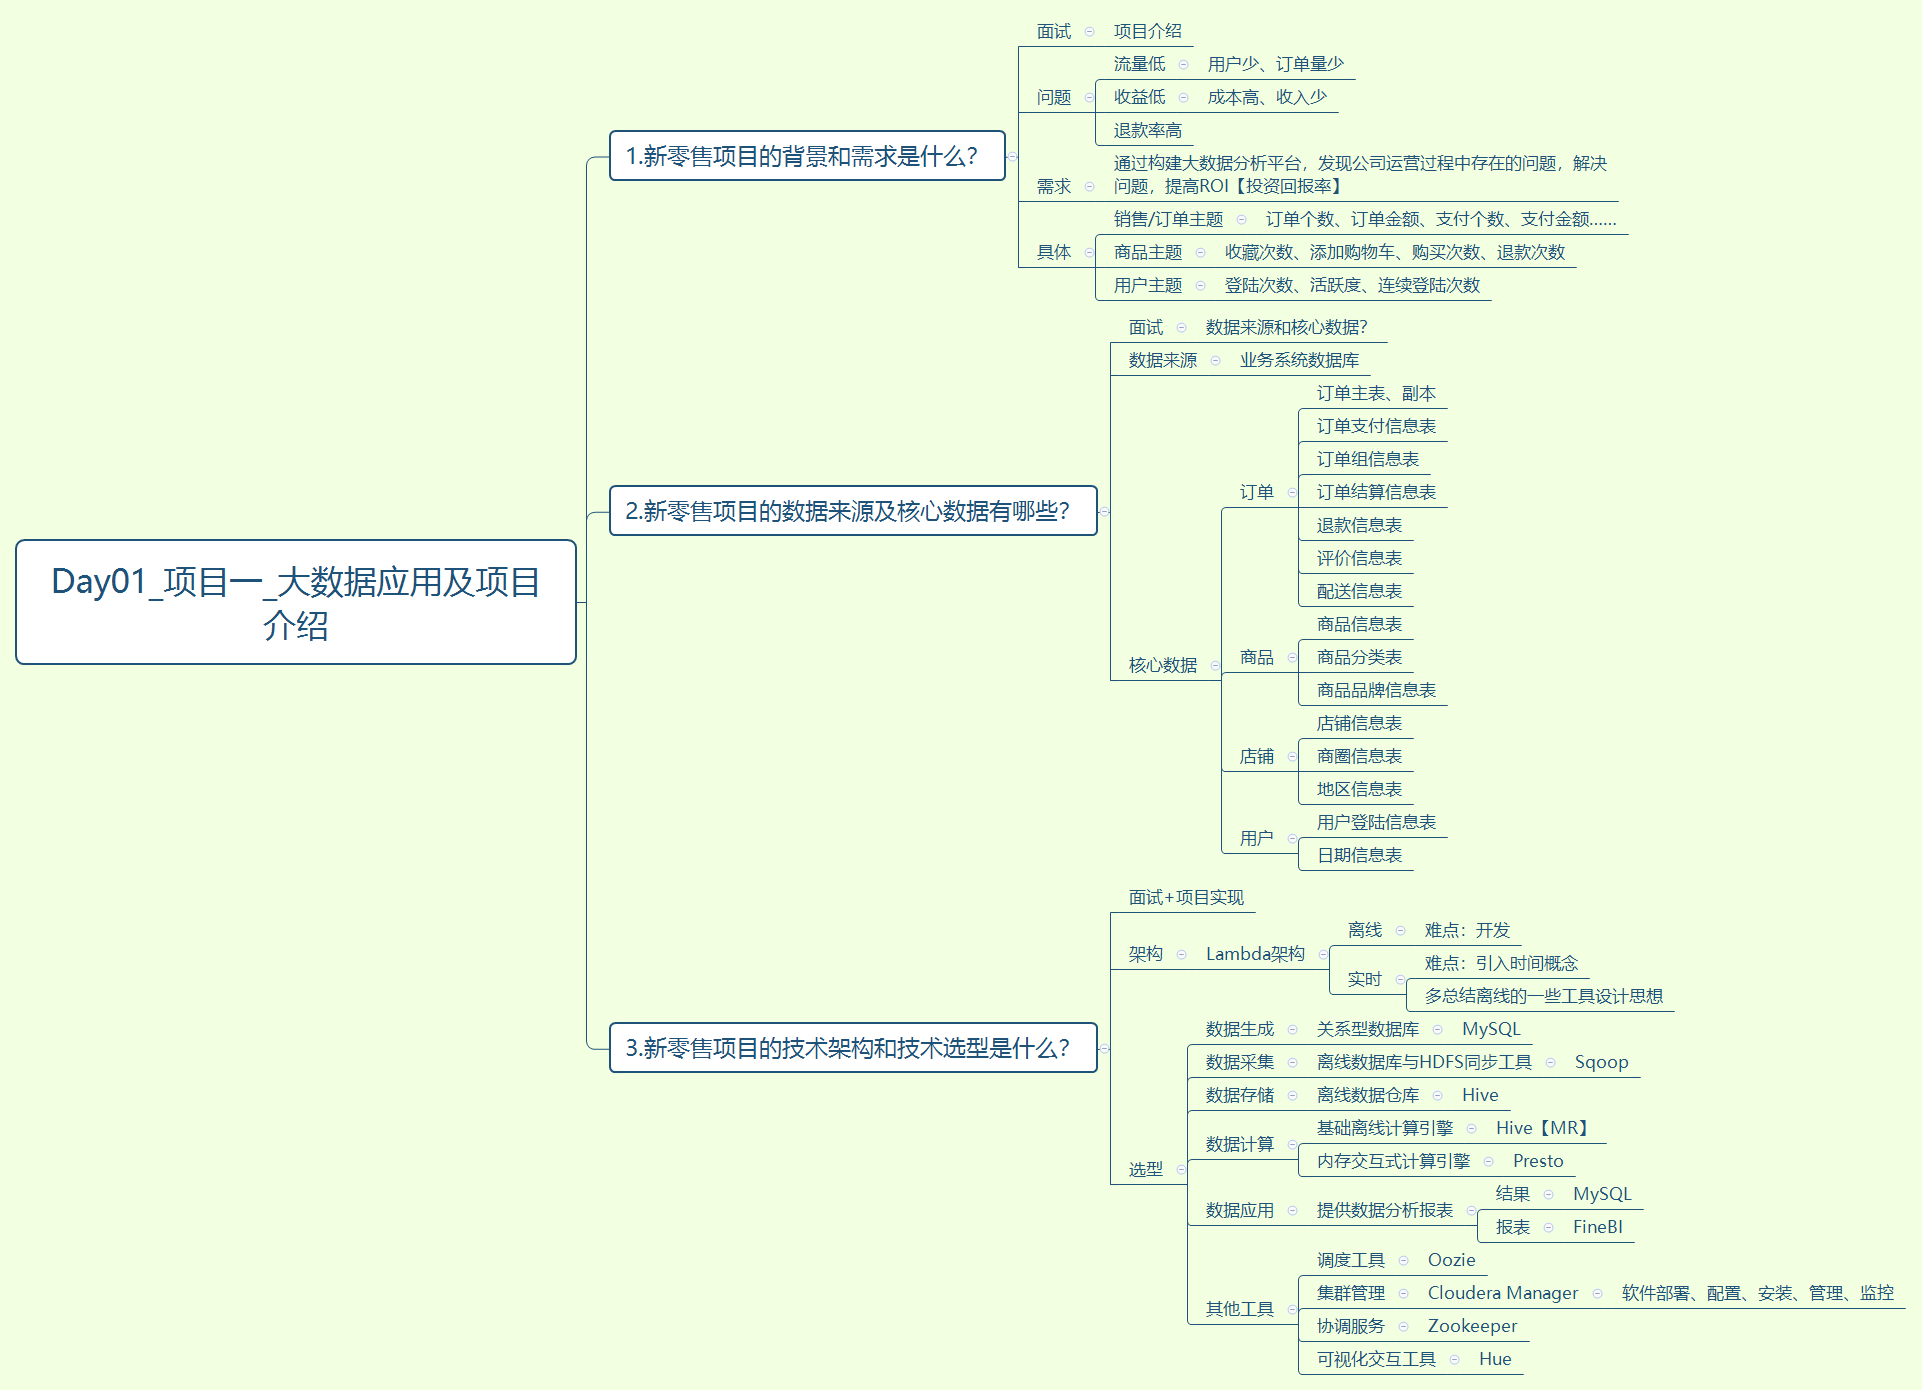 Day01_项目一_大数据应用及项目
介绍
1.新零售项目的背景和需求是什么？
面试
项目介绍
问题
流量低
用户少、订单量少
收益低
成本高、收入少
退款率高
需求
通过构建大数据分析平台，发现公司运营过程中存在的问题，解决
问题，提高ROI【投资回报率】
具体
销售/订单主题
订单个数、订单金额、支付个数、支付金额……
商品主题
收藏次数、添加购物车、购买次数、退款次数
用户主题
登陆次数、活跃度、连续登陆次数
2.新零售项目的数据来源及核心数据有哪些？
面试
数据来源和核心数据？
数据来源
业务系统数据库
核心数据
订单
订单主表、副本
订单支付信息表
订单组信息表
订单结算信息表
退款信息表
评价信息表
配送信息表
商品
商品信息表
商品分类表
商品品牌信息表
店铺
店铺信息表
商圈信息表
地区信息表
用户
用户登陆信息表
日期信息表
3.新零售项目的技术架构和技术选型是什么？
面试+项目实现
架构
Lambda架构
离线
难点：开发
实时
难点：引入时间概念
多总结离线的一些工具设计思想
选型
数据生成
关系型数据库
MySQL
数据采集
离线数据库与HDFS同步工具
Sqoop
数据存储
离线数据仓库
Hive
数据计算
基础离线计算引擎
Hive【MR】
内存交互式计算引擎
Presto
数据应用
提供数据分析报表
结果
MySQL
报表
FineBI
其他工具
调度工具
Oozie
集群管理
Cloudera Manager
软件部署、配置、安装、管理、监控
协调服务
Zookeeper
可视化交互工具
Hue